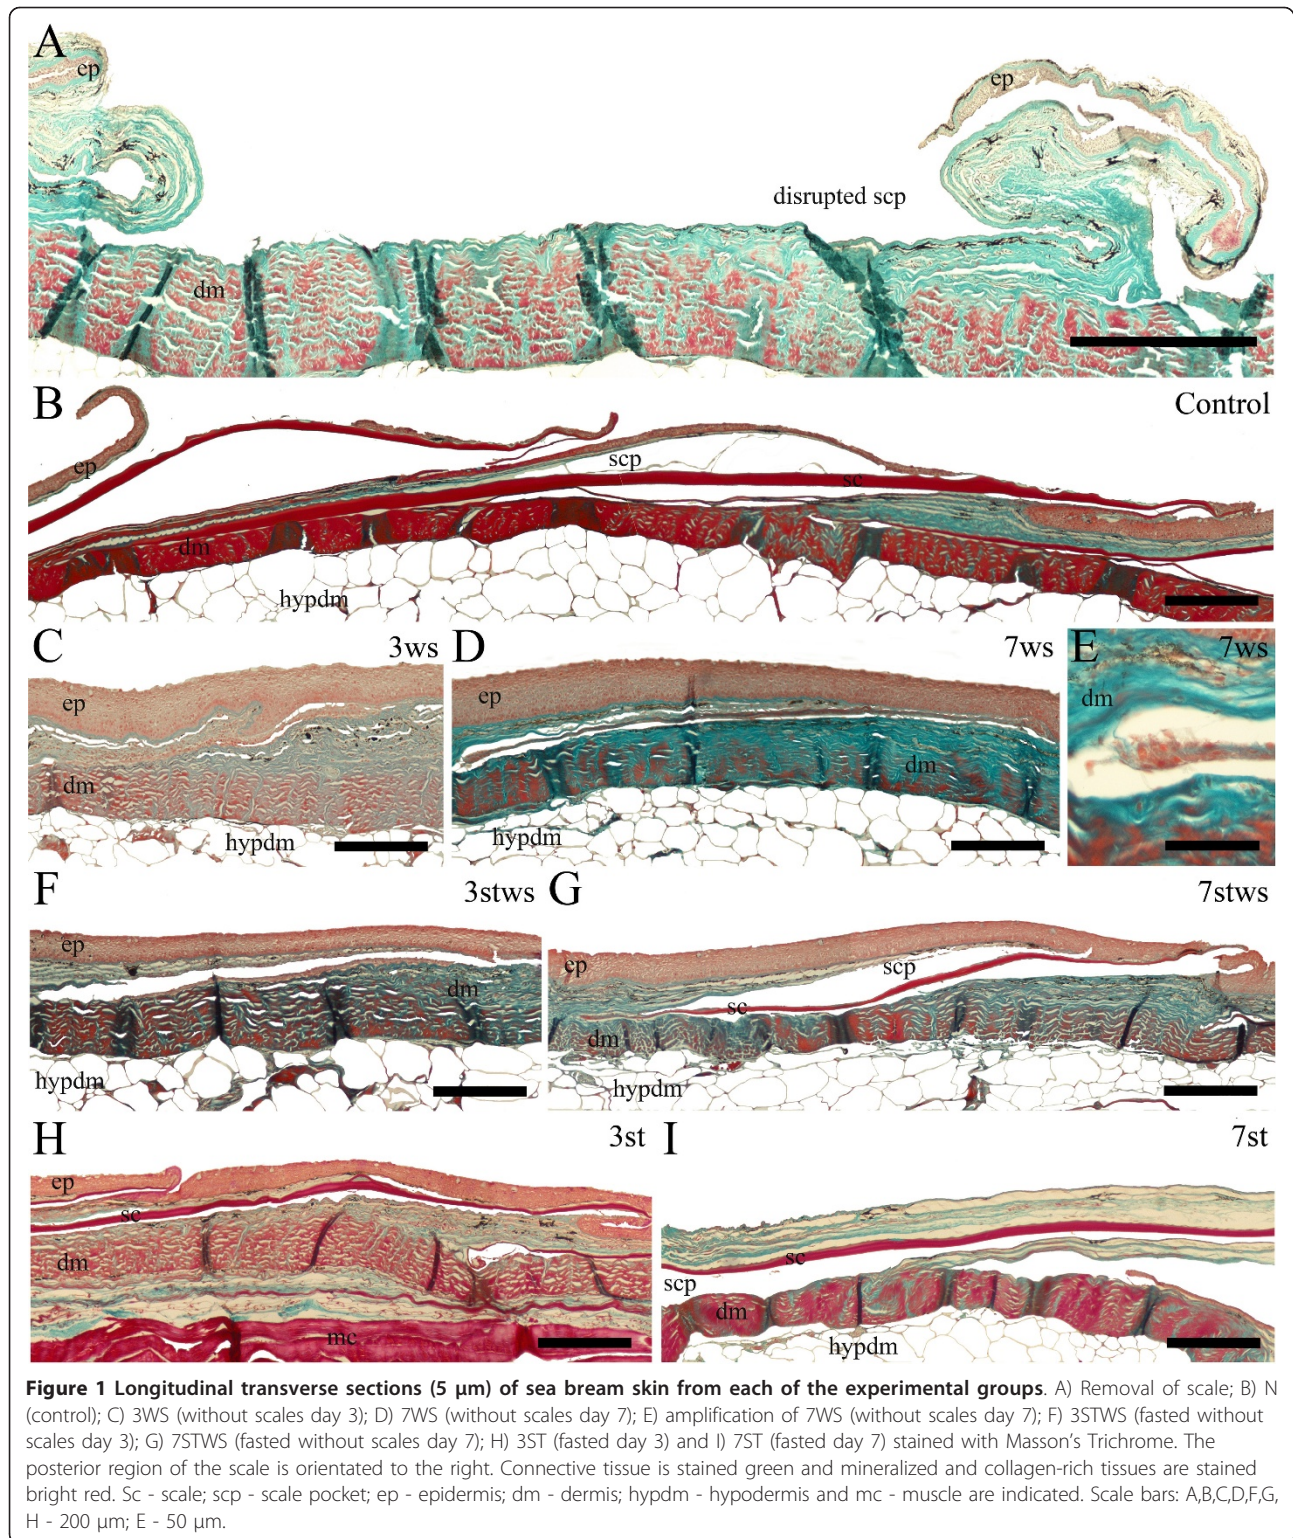 A
ep
ep
disrupted scp
dm
B
Control
ep
scp
sc
dm
hypdm
C
3ws
D
7ws
E
7ws
ep
ep
dm
dm
dm
hypdm
hypdm
F
3stws
G
7stws
ep
ep
scp
dm
sc
dm
hypdm
hypdm
H
3st
I
7st
ep
sc
sc
dm
scp
dm
mc
hypdm
Figure 1 Longitudinal transverse sections (5 μm) of sea bream skin from each of the experimental groups. A) Removal of scale; B) N
(control); C) 3WS (without scales day 3); D) 7WS (without scales day 7); E) amplification of 7WS (without scales day 7); F) 3STWS (fasted without
scales day 3); G) 7STWS (fasted without scales day 7); H) 3ST (fasted day 3) and I) 7ST (fasted day 7) stained with Masson's Trichrome. The
posterior region of the scale is orientated to the right. Connective tissue is stained green and mineralized and collagen-rich tissues are stained
bright red. Sc - scale; scp - scale pocket; ep - epidermis; dm - dermis; hypdm - hypodermis and mc - muscle are indicated. Scale bars: A,B,C,D,F,G,
H - 200 μm; E - 50 μm.